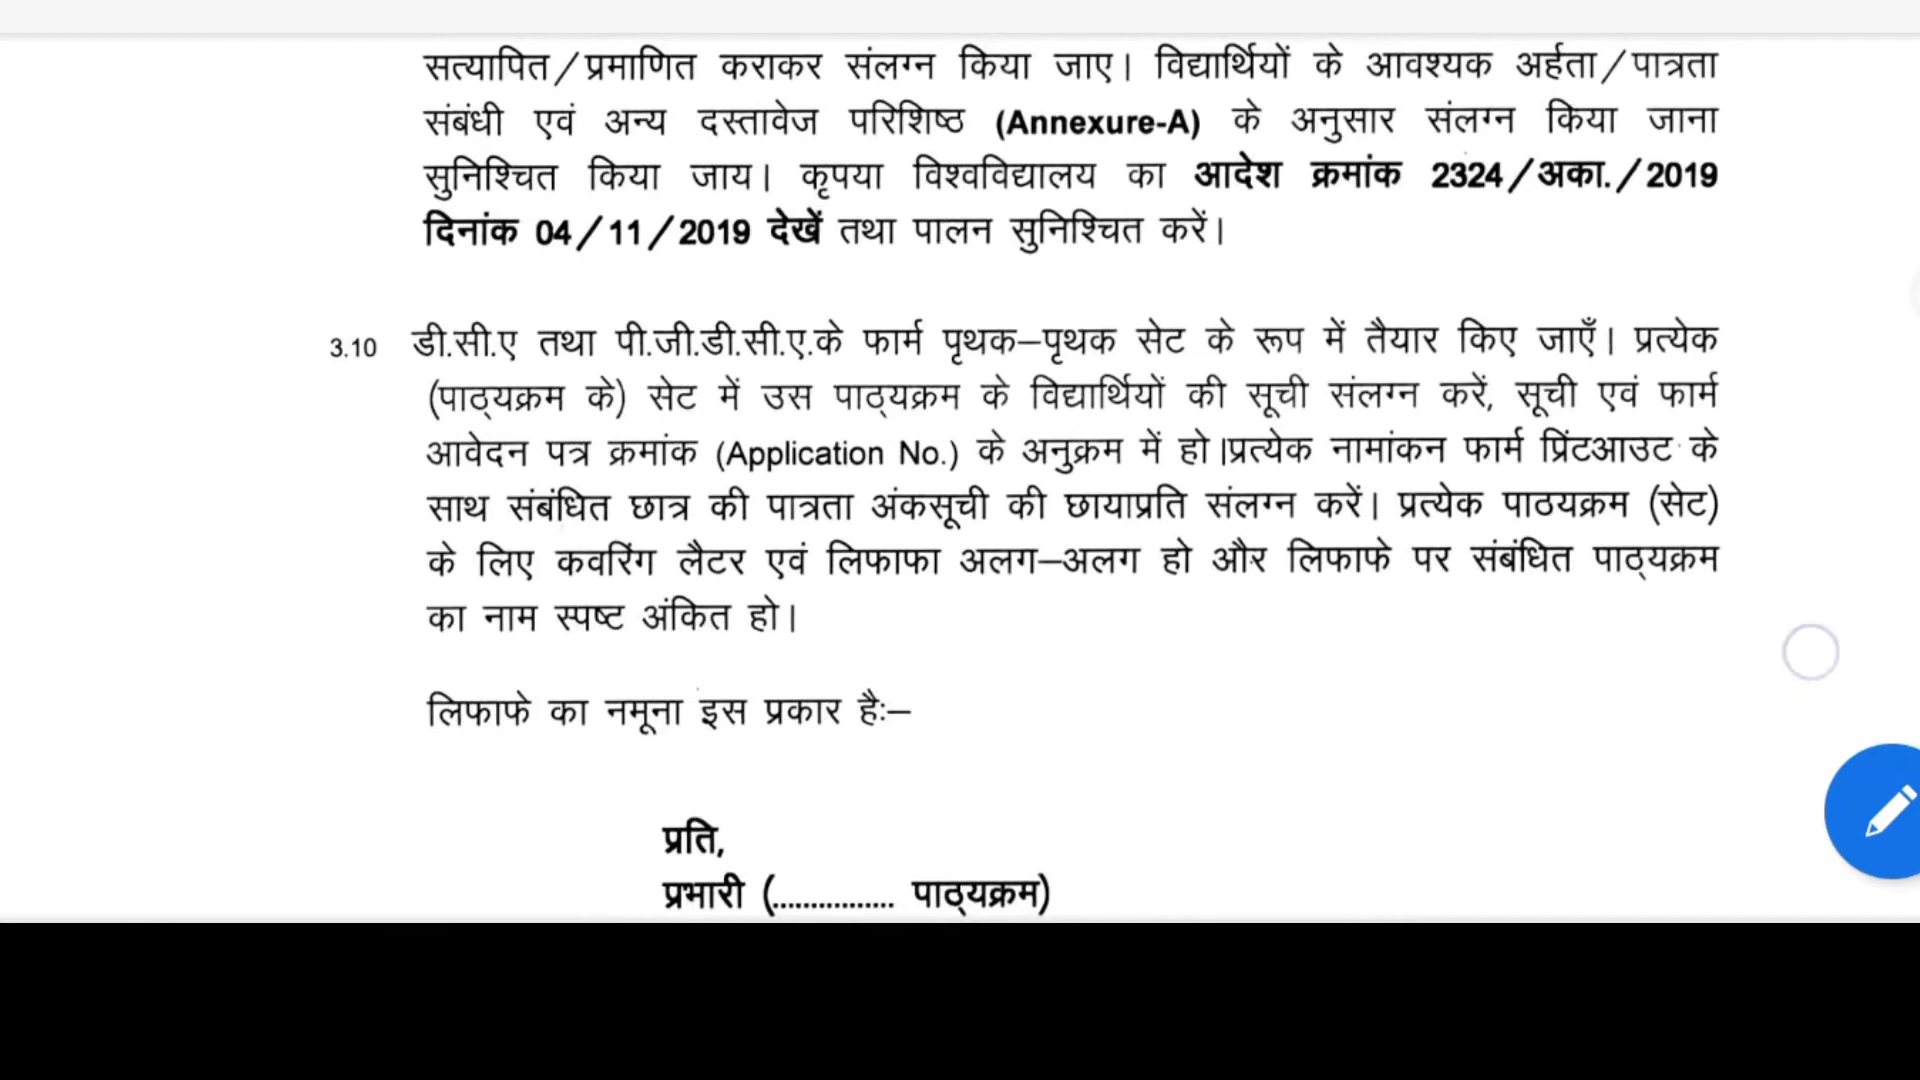 सत्यापित/प्रमाणित कराकर संलग्न किया जाए। विद्यार्थियों के आवश्यक अर्हता/पात्रता
संबंधी एवं अन्य दस्तावेज परिशिष्ठ (Annexure-A) के अनुसार संलग्न किया जाना
सुनिश्चित किया जाय। कृपया विश्वविद्यालय का आदेश क्रमांक 2324/अका./2019
दिनांक 04/11/2019 देखें तथा पालन सुनिश्चित करें।
3.10 डी.सी.ए तथा पी.जी.डी.सी.ए.के फार्म पृथक–पृथक सेट के रूप में तैयार किए जाएँ। प्रत्येक
(पाठ्यक्रम के) सेट में उस पाठ्यक्रम के विद्यार्थियों की सूची संलग्न करें, सूची एवं फार्म
आवेदन पत्र क्रमांक (Application No.) के अनुक्रम में हो।प्रत्येक नामांकन फार्म प्रिंटआउट के
साथ संबंधित छात्र की पात्रता अंकसूची की छायाप्रति संलग्न करें। प्रत्येक पाठयक्रम (सेट)
के लिए कवरिंग लैटर एवं लिफाफा अलग–अलग हो और लिफाफे पर संबंधित पाठ्यक्रम
का नाम स्पष्ट अंकित हो।
लिफाफे का नमूना इस प्रकार है:–
प्रति,
प्रभारी (................ पाठ्यक्रम)